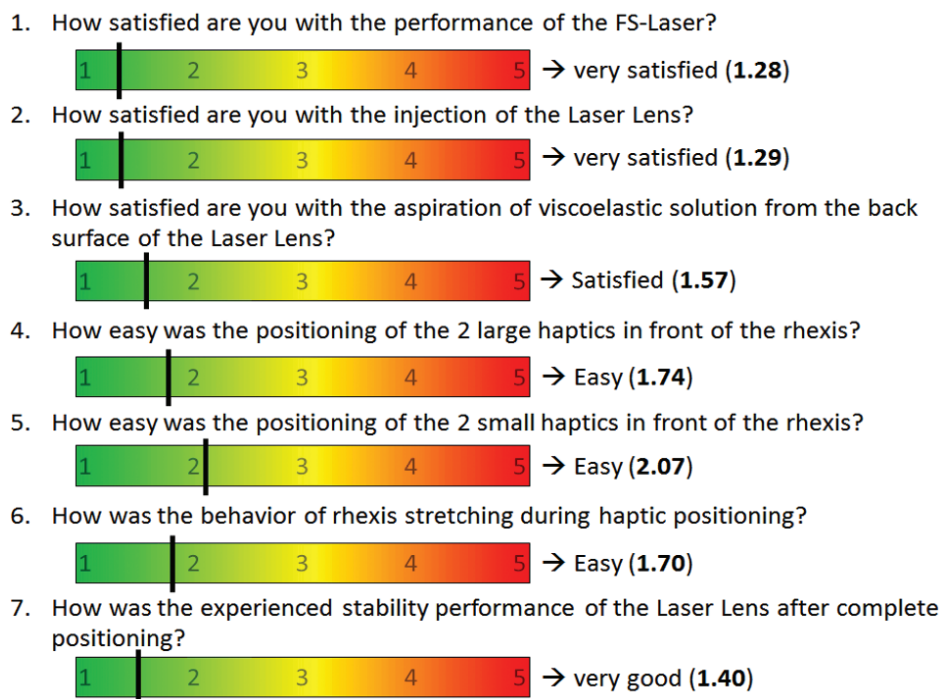 1. How satisfied are you with the performance of the FS-Laser?
1 2 3 4 5 → very satisfied (1.28)
2. How satisfied are you with the injection of the Laser Lens?
1 2 3 4 5 → very satisfied (1.29)
3. How satisfied are you with the aspiration of viscoelastic solution from the back
surface of the Laser Lens?
1 2 3 4 5 → Satisfied (1.57)
4. How easy was the positioning of the 2 large haptics in front of the rhexis?
1 2 3 4 5 → Easy (1.74)
5. How easy was the positioning of the 2 small haptics in front of the rhexis?
1 2 3 4 5 → Easy (2.07)
6. How was the behavior of rhexis stretching during haptic positioning?
1 2 3 4 5 → Easy (1.70)
7. How was the experienced stability performance of the Laser Lens after complete
positioning?
1 2 3 4 5 → very good (1.40)